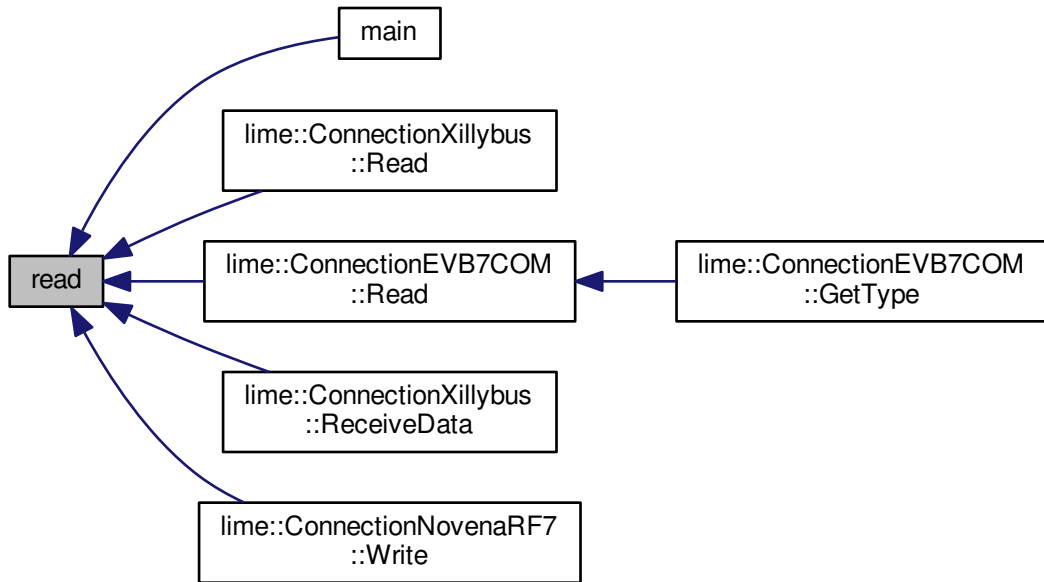 main
lime::ConnectionXillybus
::Read
read
lime::ConnectionEVB7COM
::Read
lime::ConnectionEVB7COM
::GetType
lime::ConnectionXillybus
::ReceiveData
lime::ConnectionNovenaRF7
::Write